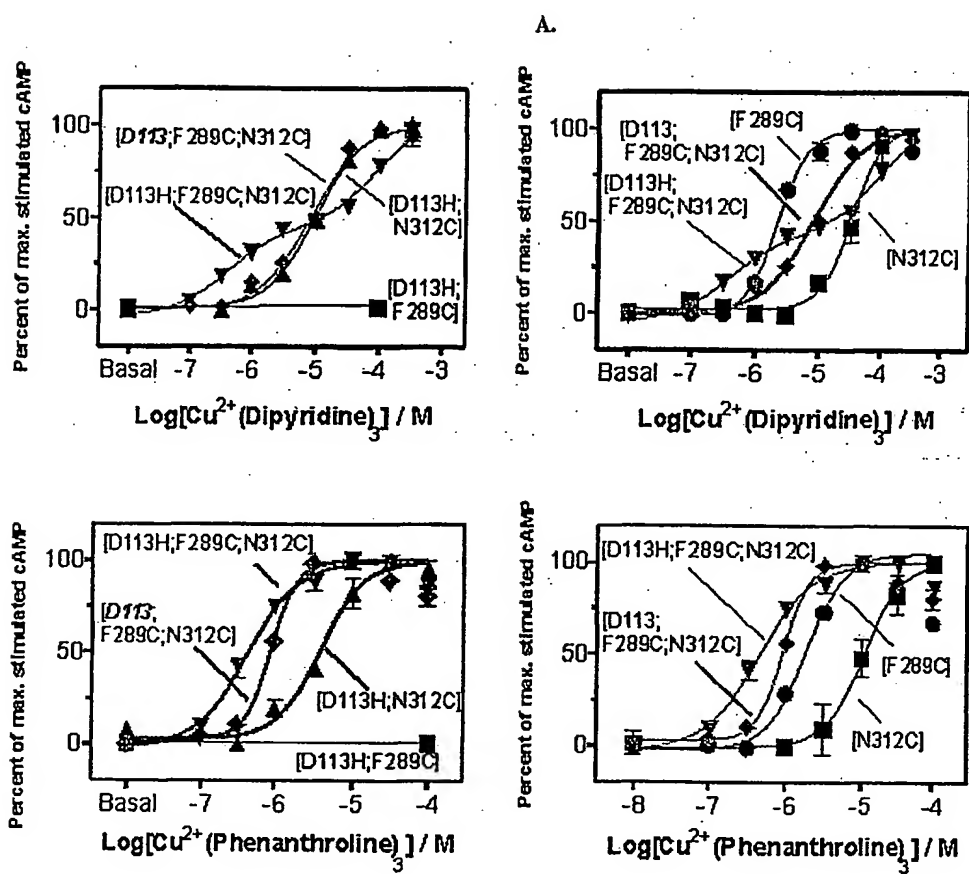 A.
Percent of max. stimulated cAMP
100
50
0
[D113;F289C;N312C]
[D113H;F289C;N312C]
[D113H;
N312C]
[D113H;
F289C]
Basal -7 -6 -5 -4 -3
Log[Cu2+(Dipyridine)3] / M
Percent of max. stimulated cAMP
100
50
0
[F289C]
[D113;
F289C;N312C]
[D113H;
F289C;N312C]
[N312C]
Basal -7 -6 -5 -4 -3
Log[Cu2+(Dipyridine)3] / M
Percent of max. stimulated cAMP
100
50
0
[D113H;F289C;N312C]
[D113;
F289C;N312C]
[D113H;N312C]
[D113H;F289C]
Basal -7 -6 -5 -4
Log[Cu2+(Phenanthroline)3] / M
Percent of max. stimulated cAMP
100
50
0
[D113H;F289C;N312C]
[D113;
F289C;N312C]
[F289C]
[N312C]
-8 -7 -6 -5 -4
Log[Cu2+(Phenanthroline)3] / M